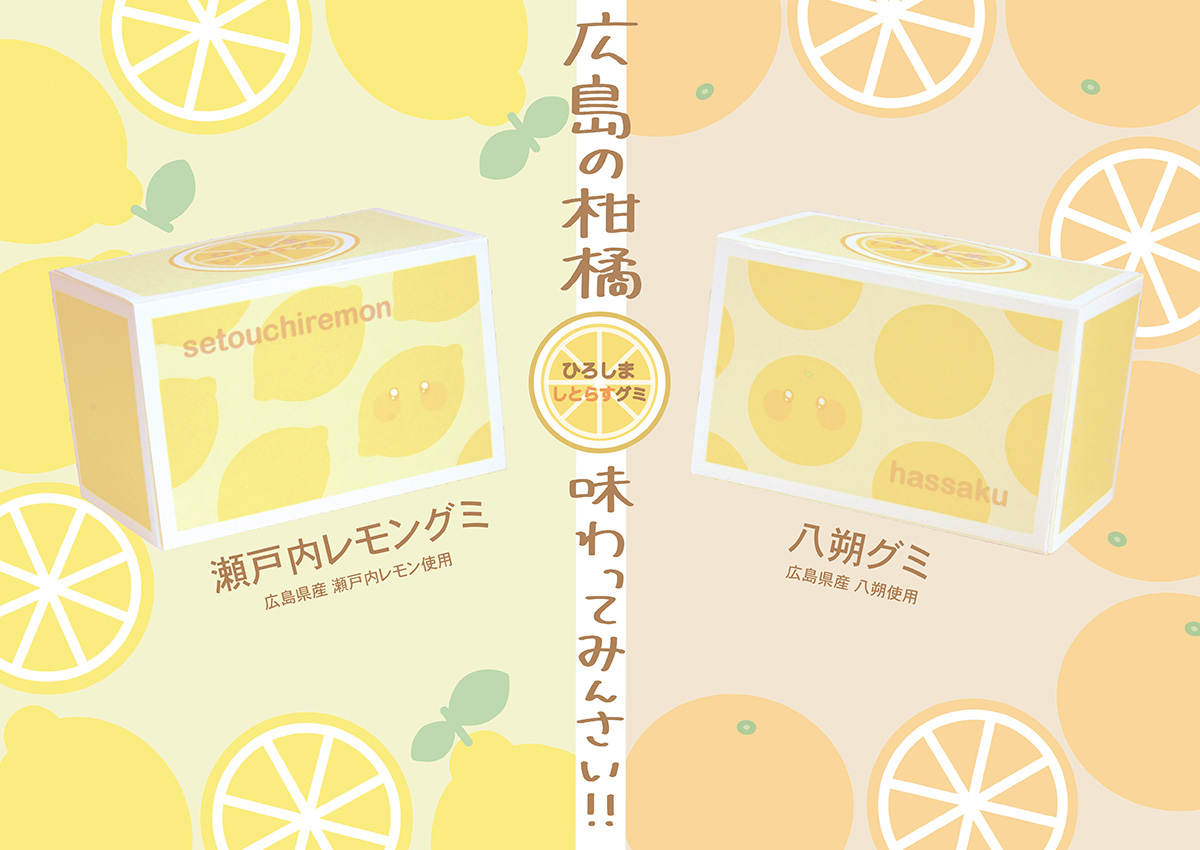 広島の柑橘
ひろしま
しとらすグミ
味わってみんさい!!
setouchiremon
瀬戸内レモングミ
広島県産 瀬戸内レモン使用
hassaku
八朔グミ
広島県産 八朔使用